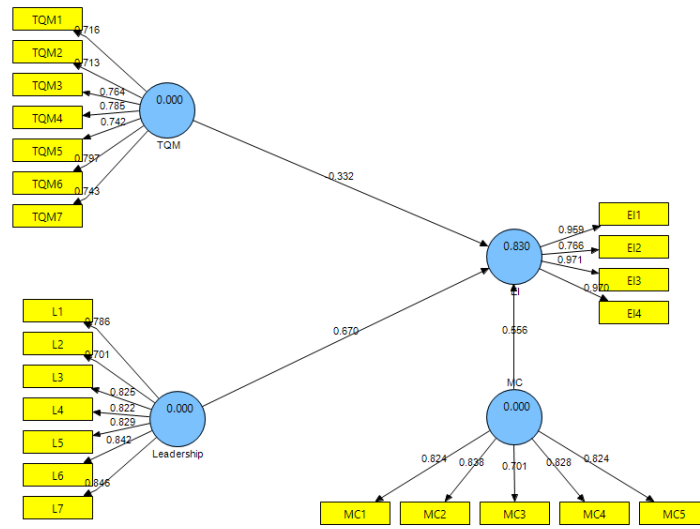 TQM1
0.716
TQM2
0.713
TQM3
0.764
0.000
TQM4
0.785
TQM5
0.742
TQM
TQM6
0.797
TQM7
0.743
-0.332
EI1
0.959
0.830
EI2
0.766
0.971
EI3
EI
0.970
EI4
L1
0.786
L2
0.701
L3
0.825
L4
0.822
0.000
L5
0.829
L6
0.842
Leadership
L7
0.845
0.670
0.556
MC
0.000
0.824
0.838
0.701
0.828
0.824
MC1
MC2
MC3
MC4
MC5